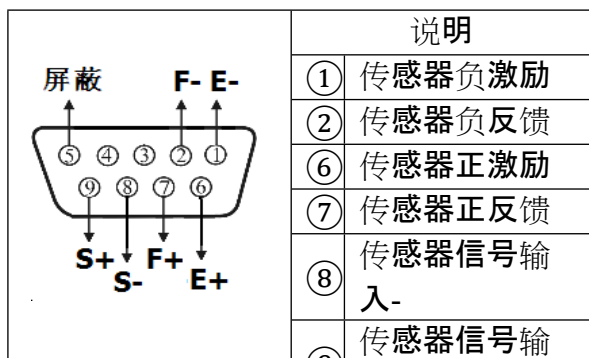 屏蔽 F- E-
⑤ ④ ③ ② ①
⑨ ⑧ ⑦ ⑥
S+ S- F+ E+
说明
① 传感器负激励
② 传感器负反馈
⑥ 传感器正激励
⑦ 传感器正反馈
⑧ 传感器信号输
入-
传感器信号输